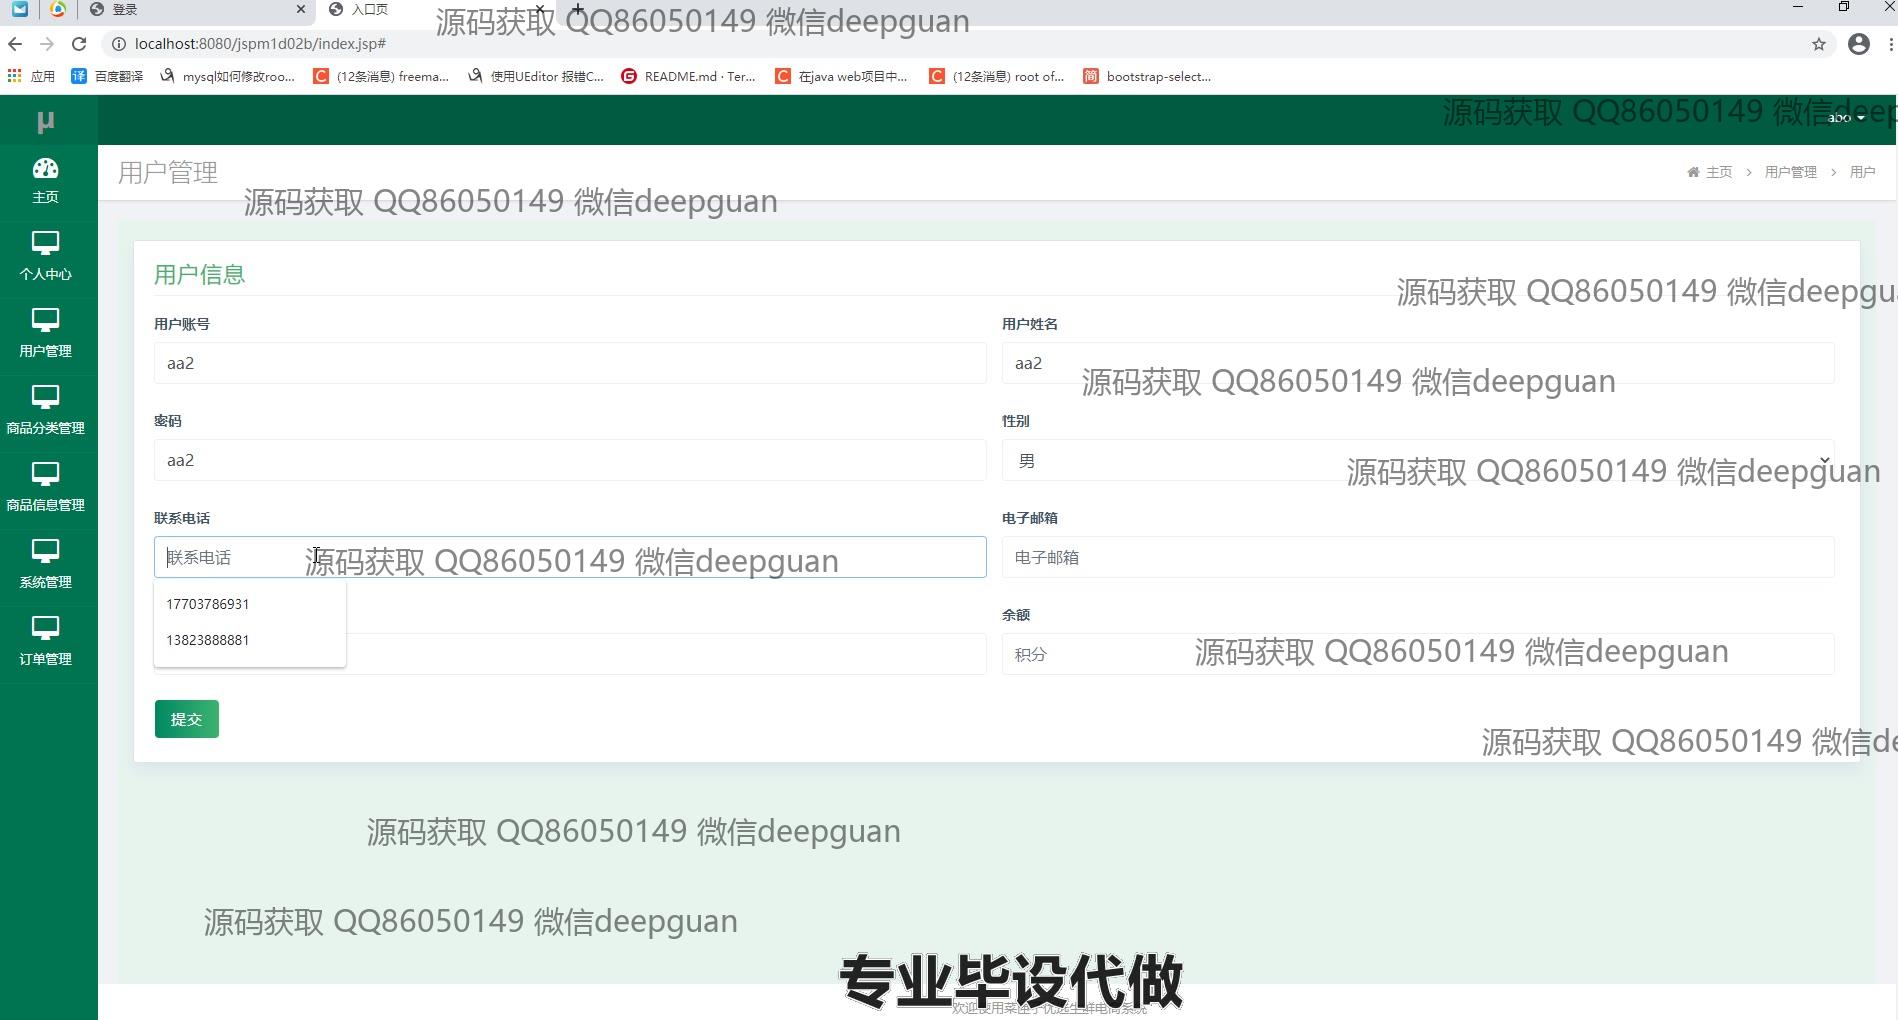 登录
入口页
源码获取 QQ86050149 微信deepguan
localhost:8080/jspm1d02b/index.jsp#
应用
百度翻译
mysql如何修改roo...
(12条消息) freema...
使用UEditor 报错C...
README.md · Ter...
在java web项目中...
(12条消息) root of...
bootstrap-select...
μ
源码获取 QQ86050149 微信deep
abo
主页
用户管理
主页 > 用户管理 > 用户
源码获取 QQ86050149 微信deepguan
个人中心
用户信息
源码获取 QQ86050149 微信deepgu
用户账号
用户姓名
用户管理
aa2
aa2
源码获取 QQ86050149 微信deepguan
商品分类管理
密码
性别
aa2
男
源码获取 QQ86050149 微信deepguan
商品信息管理
联系电话
电子邮箱
联系电话
源码获取 QQ86050149 微信deepguan
电子邮箱
系统管理
17703786931
13823888881
余额
积分
源码获取 QQ86050149 微信deepguan
订单管理
提交
源码获取 QQ86050149 微信de
源码获取 QQ86050149 微信deepguan
源码获取 QQ86050149 微信deepguan
专业毕设代做